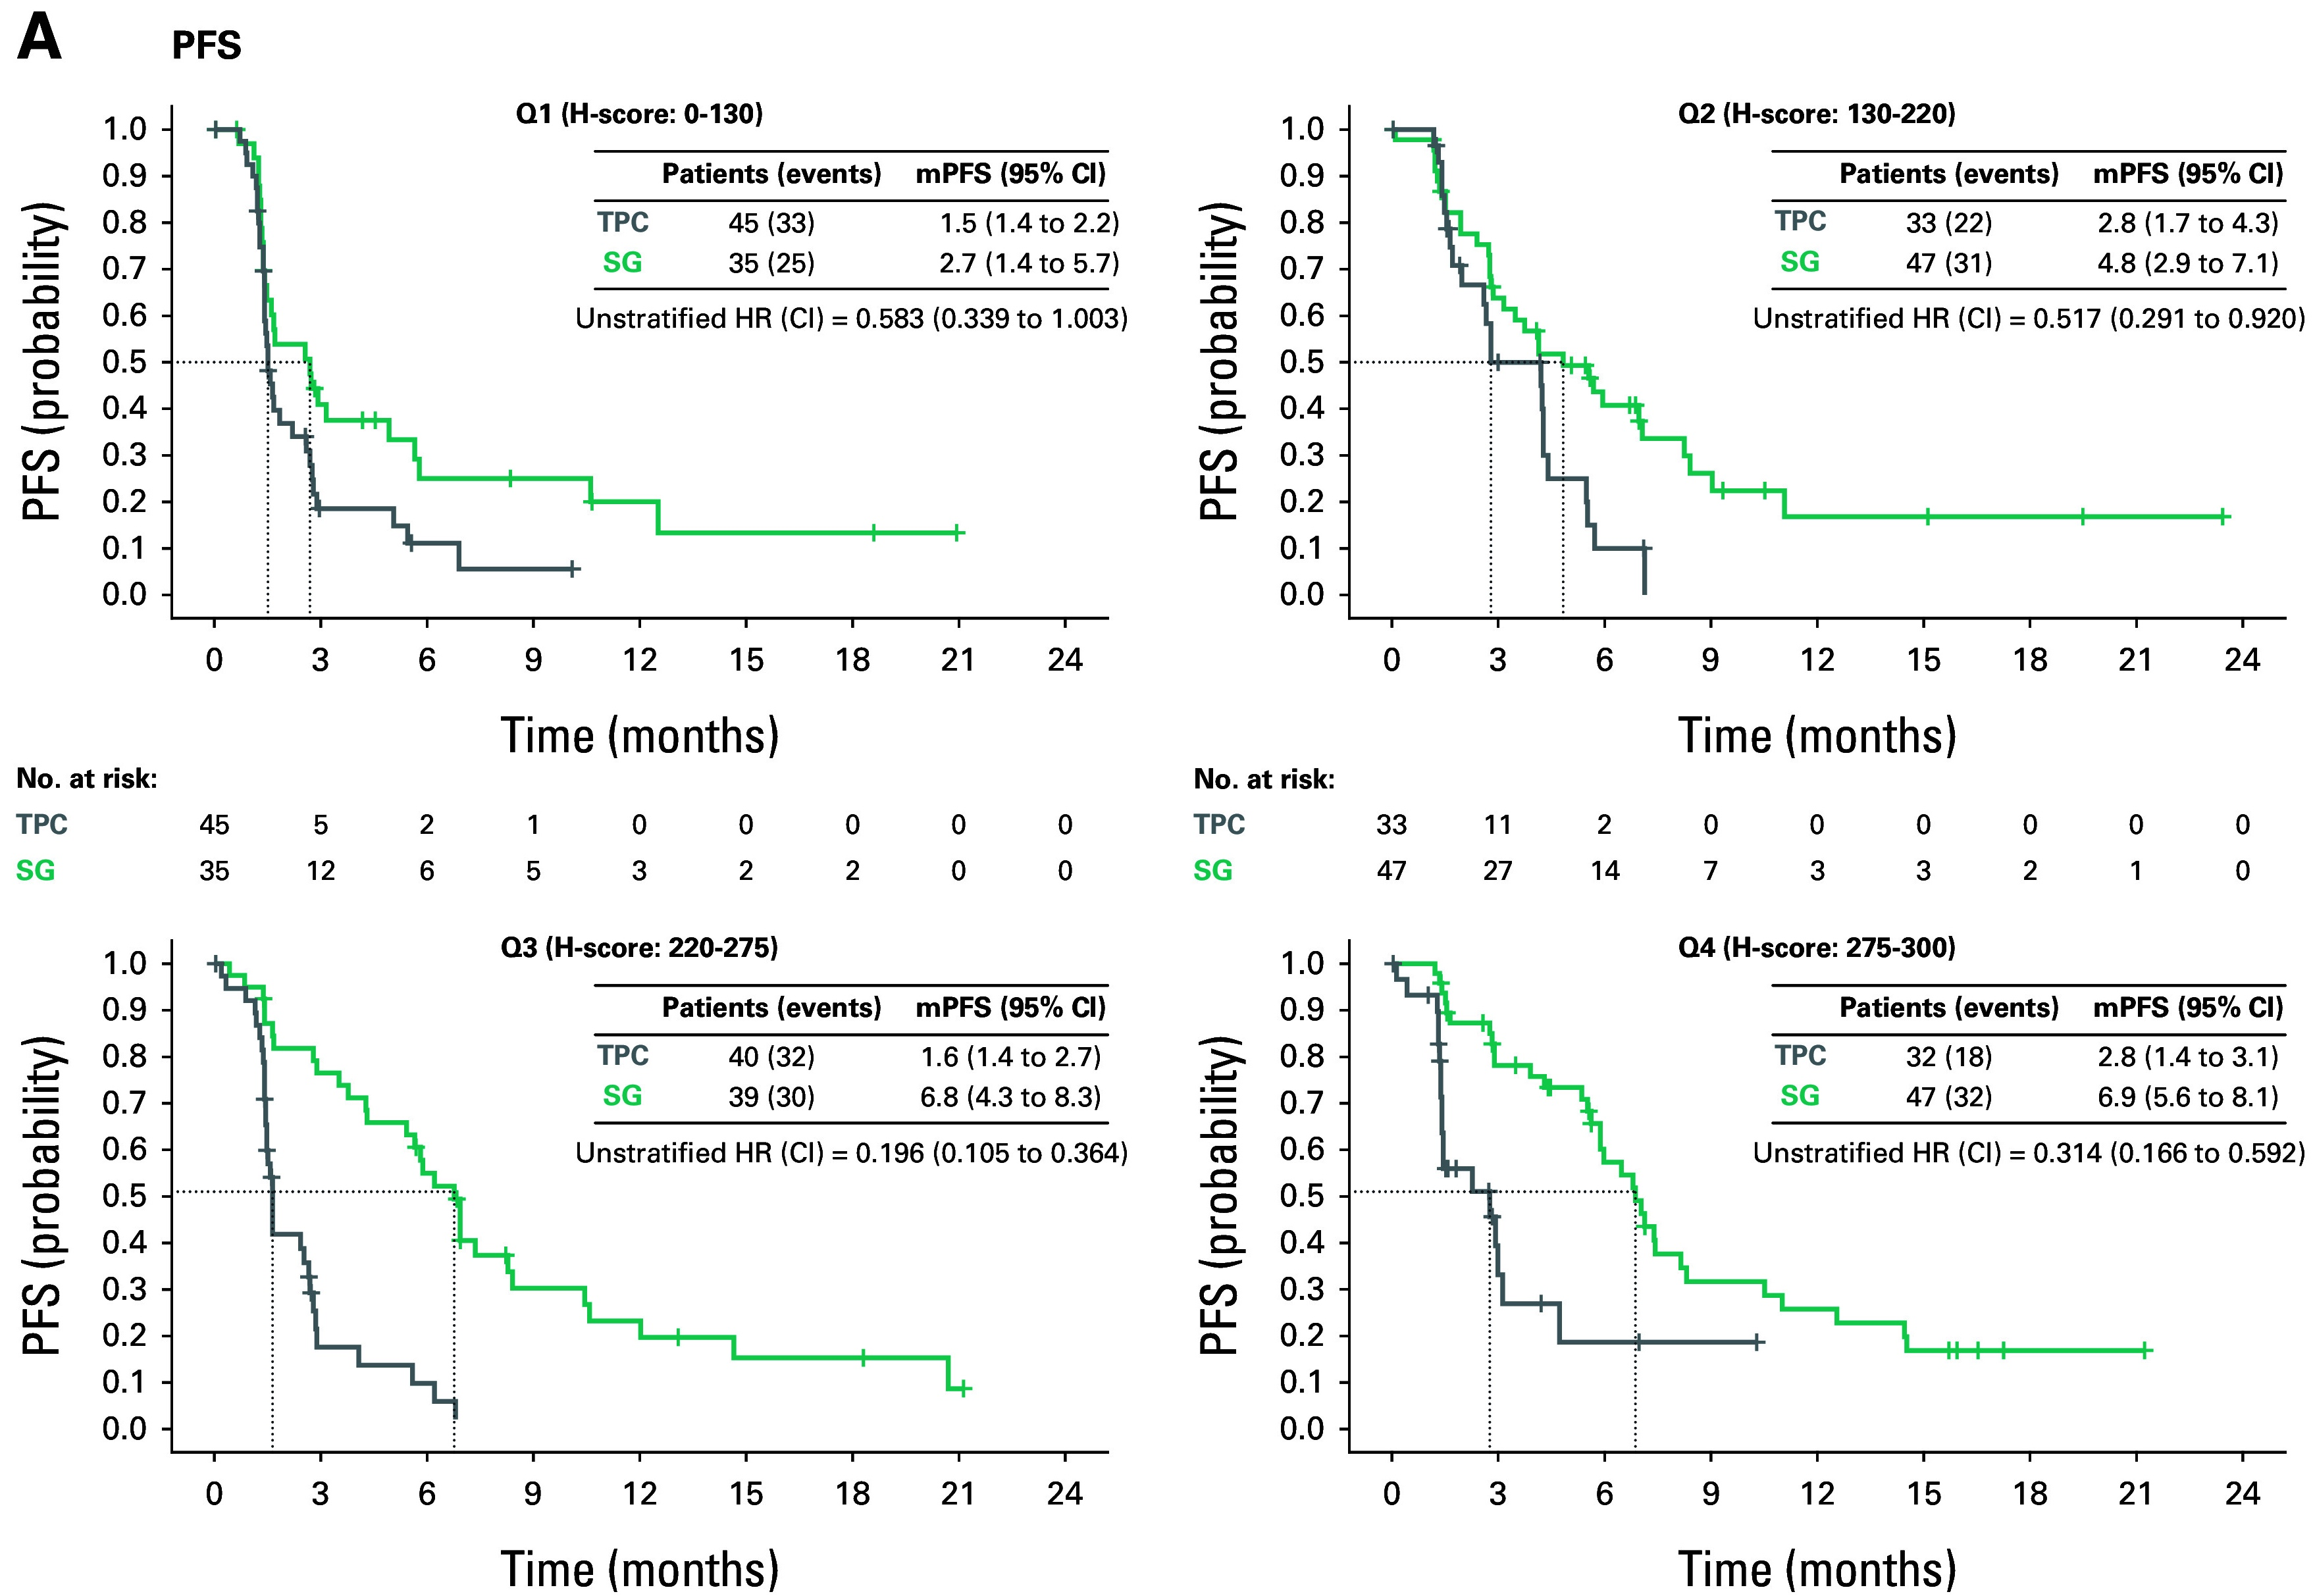 A PFS
Q1 (H-score: 0-130)
PFS (probability)
1.0
0.9
0.8
0.7
0.6
0.5
0.4
0.3
0.2
0.1
0.0
Patients (events) mPFS (95% CI)
TPC 45 (33) 1.5 (1.4 to 2.2)
SG 35 (25) 2.7 (1.4 to 5.7)
Unstratified HR (CI) = 0.583 (0.339 to 1.003)
0 3 6 9 12 15 18 21 24
Time (months)
No. at risk:
TPC 45 5 2 1 0 0 0 0 0
SG 35 12 6 5 3 2 2 0 0
Q2 (H-score: 130-220)
PFS (probability)
1.0
0.9
0.8
0.7
0.6
0.5
0.4
0.3
0.2
0.1
0.0
Patients (events) mPFS (95% CI)
TPC 33 (22) 2.8 (1.7 to 4.3)
SG 47 (31) 4.8 (2.9 to 7.1)
Unstratified HR (CI) = 0.517 (0.291 to 0.920)
0 3 6 9 12 15 18 21 24
Time (months)
No. at risk:
TPC 33 11 2 0 0 0 0 0 0
SG 47 27 14 7 3 3 2 1 0
Q3 (H-score: 220-275)
PFS (probability)
1.0
0.9
0.8
0.7
0.6
0.5
0.4
0.3
0.2
0.1
0.0
Patients (events) mPFS (95% CI)
TPC 40 (32) 1.6 (1.4 to 2.7)
SG 39 (30) 6.8 (4.3 to 8.3)
Unstratified HR (CI) = 0.196 (0.105 to 0.364)
0 3 6 9 12 15 18 21 24
Time (months)
Q4 (H-score: 275-300)
PFS (probability)
1.0
0.9
0.8
0.7
0.6
0.5
0.4
0.3
0.2
0.1
0.0
Patients (events) mPFS (95% CI)
TPC 32 (18) 2.8 (1.4 to 3.1)
SG 47 (32) 6.9 (5.6 to 8.1)
Unstratified HR (CI) = 0.314 (0.166 to 0.592)
0 3 6 9 12 15 18 21 24
Time (months)